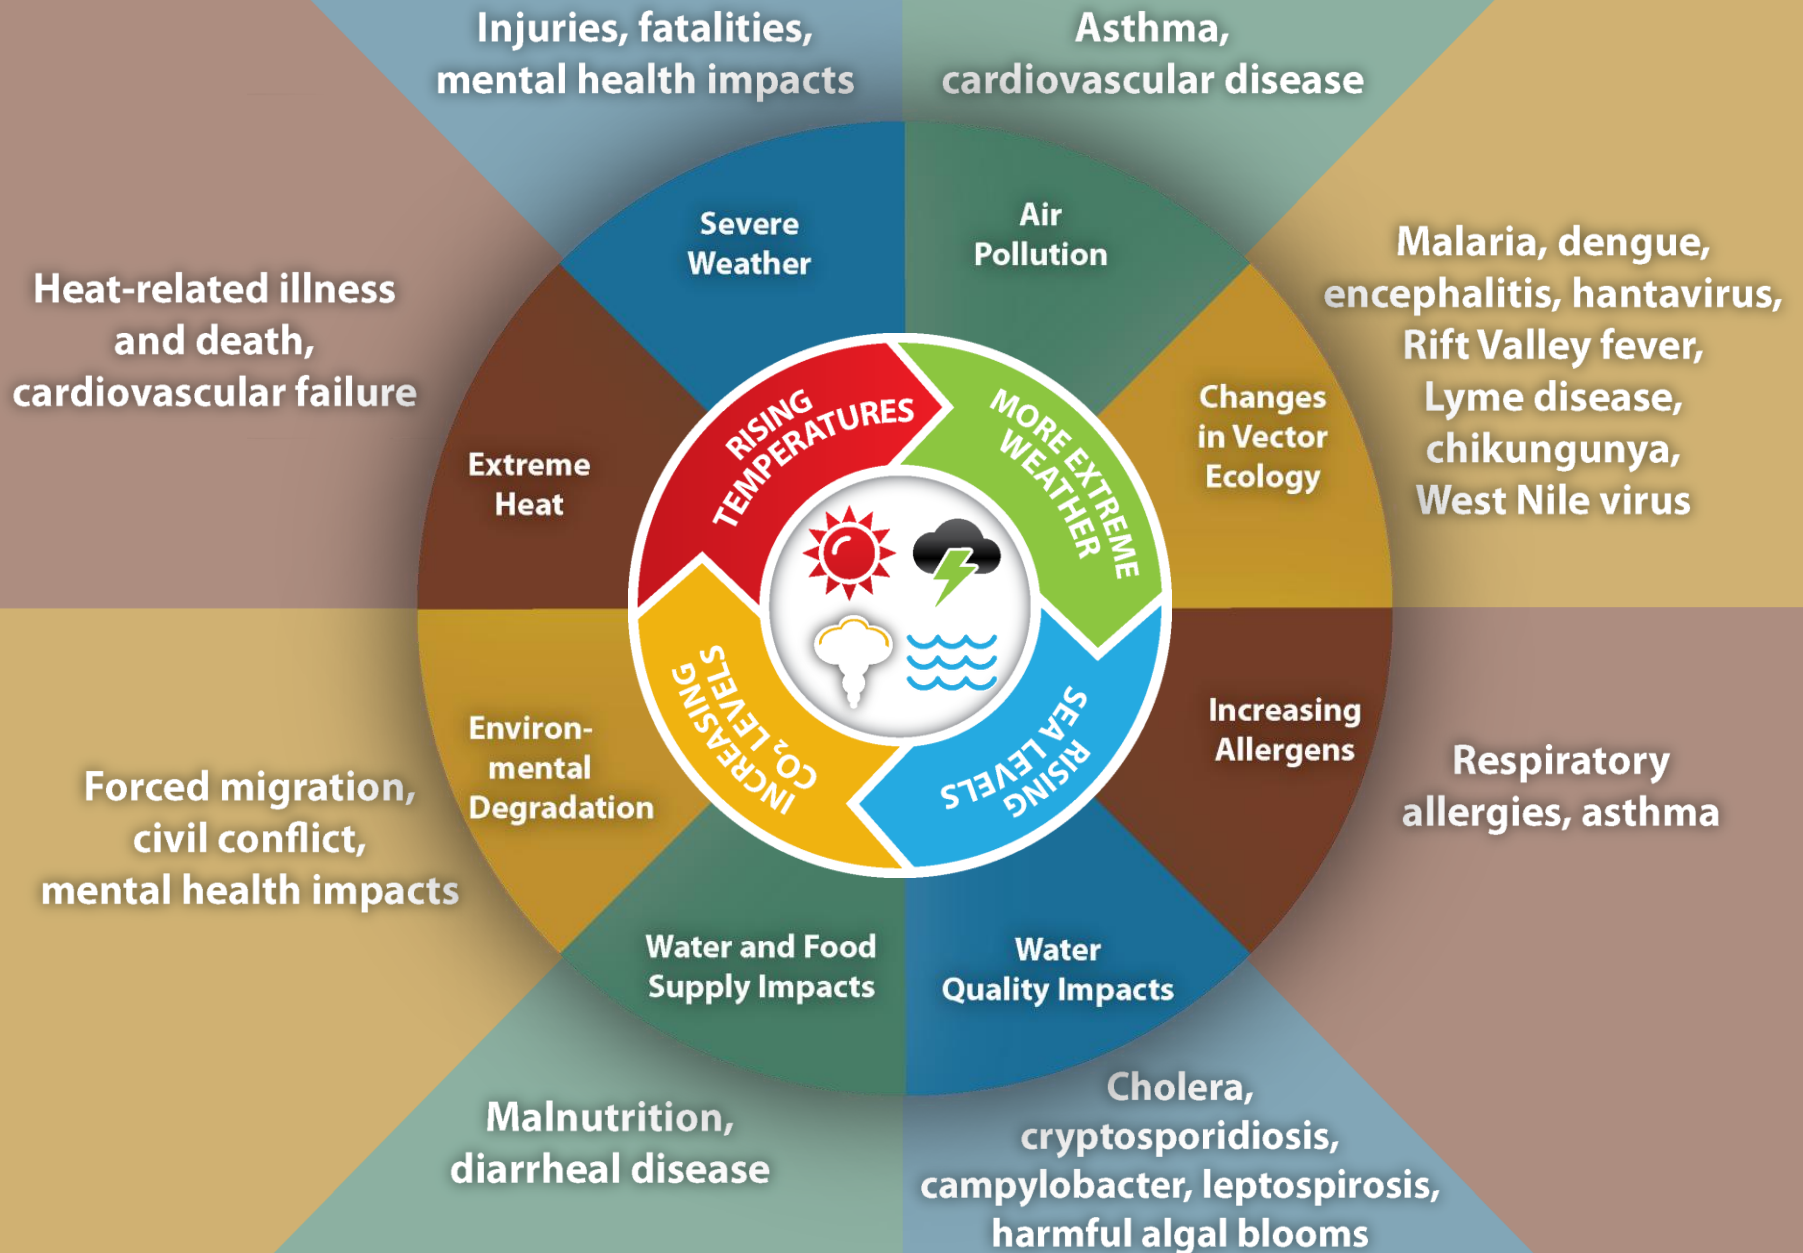 Injuries, fatalities,
mental health impacts
Asthma,
cardiovascular disease
Severe
Weather
Air
Pollution
Heat-related illness
and death,
cardiovascular failure
Extreme
Heat
Changes
in Vector
Ecology
Malaria, dengue,
encephalitis, hantavirus,
Rift Valley fever,
Lyme disease,
chikungunya,
West Nile virus
RISING
TEMPERATURES
MORE EXTREME
WEATHER
RISING
SEA LEVELS
INCREASING
CO₂ LEVELS
Environ-
mental
Degradation
Forced migration,
civil conflict,
mental health impacts
Increasing
Allergens
Respiratory
allergies, asthma
Water and Food
Supply Impacts
Water
Quality Impacts
Malnutrition,
diarrheal disease
Cholera,
cryptosporidiosis,
campylobacter, leptospirosis,
harmful algal blooms